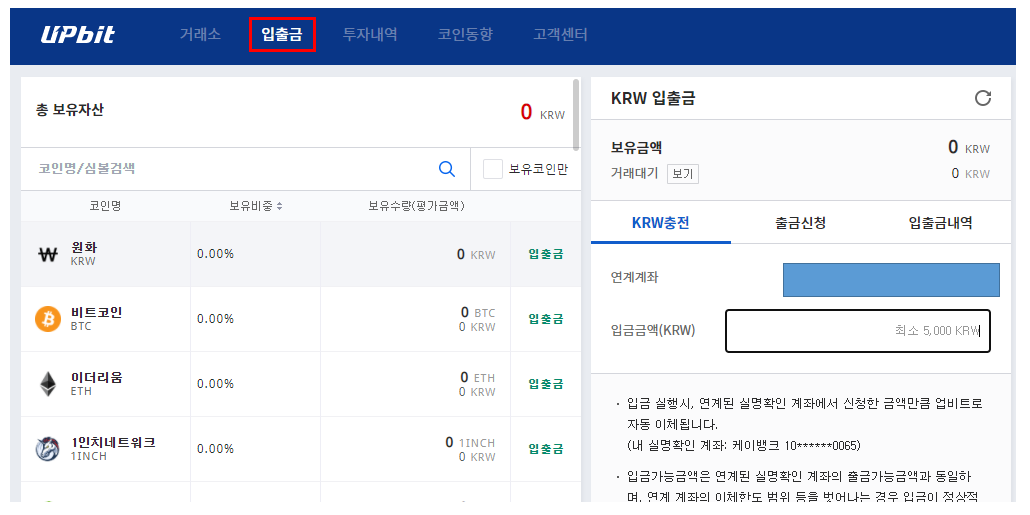 UPbit
거래소 입출금 투자내역 코인동향 고객센터
총 보유자산
0 KRW
코인명/심볼검색
보유코인만
코인명 보유비중 보유수량(평가금액)
원화
KRW
0.00%
0 KRW
입출금
비트코인
BTC
0.00%
0 BTC
0 KRW
입출금
이더리움
ETH
0.00%
0 ETH
0 KRW
입출금
1인치네트워크
1INCH
0.00%
0 1INCH
0 KRW
입출금
KRW 입출금
보유금액 0 KRW
거래대기 보기 0 KRW
KRW충전 출금신청 입출금내역
연계계좌
입금금액(KRW) 최소 5,000 KRW
· 입금 실행시, 연계된 실명확인 계좌에서 신청한 금액만큼 업비트로
자동 이체됩니다.
(내 실명확인 계좌: 케이뱅크 10******0065)
· 입금가능금액은 연계된 실명확인 계좌의 출금가능금액과 동일하
며, 연계 계좌의 이체한도 범위 등을 벗어나는 경우 입금이 정상적